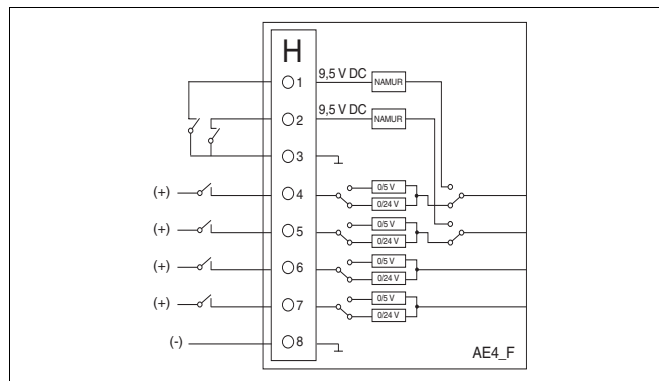 H
1 9,5 V DC NAMUR
2 9,5 V DC NAMUR
3
(+) 4 0/5 V
0/24 V
(+) 5 0/5 V
0/24 V
(+) 6 0/5 V
0/24 V
(+) 7 0/5 V
0/24 V
(-) 8
AE4_F